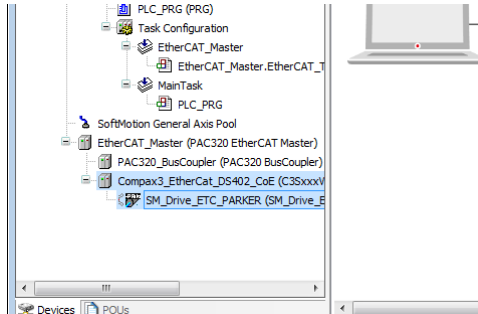 PLC_PRG (PRG)
Task Configuration
EtherCAT_Master
EtherCAT_Master.EtherCAT_T
MainTask
PLC_PRG
SoftMotion General Axis Pool
EtherCAT_Master (PAC320 EtherCAT Master)
PAC320_BusCoupler (PAC320 BusCoupler)
Compax3_EtherCat_DS402_CoE (C3Sxxx
SM_Drive_ETC_PARKER (SM_Drive_E
Devices
POUs